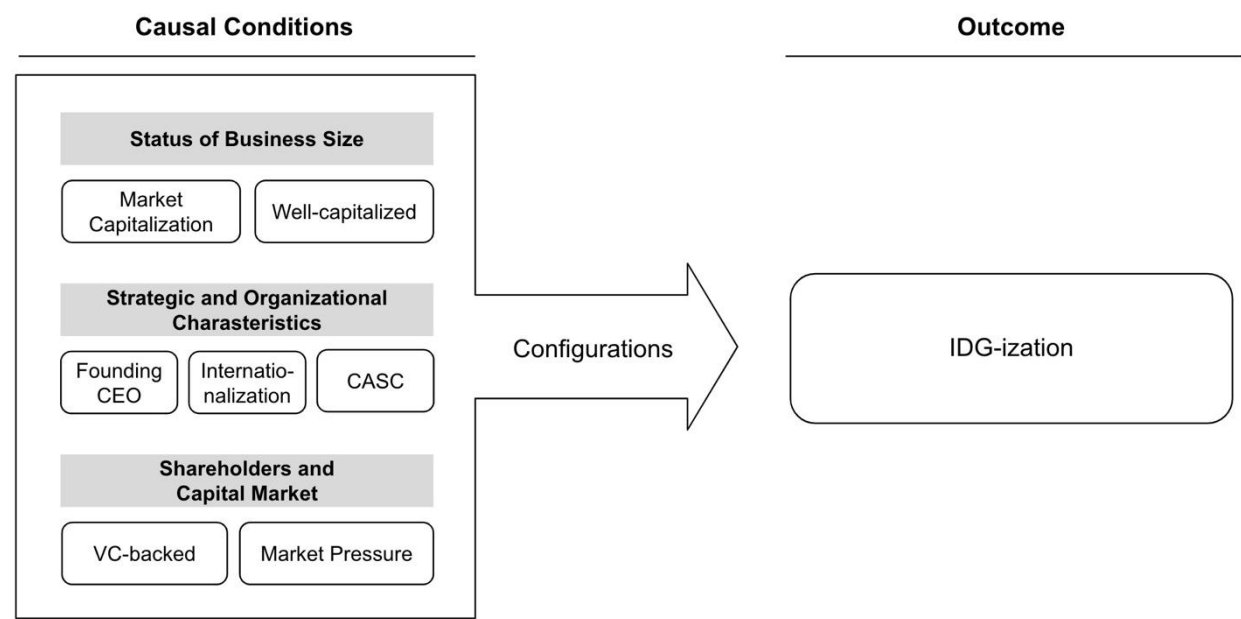 Causal Conditions
Outcome
Status of Business Size
Market
Capitalization
Well-capitalized
Strategic and Organizational
Charasteristics
Founding
CEO
Internatio-
nalization
CASC
Configurations
IDG-ization
Shareholders and
Capital Market
VC-backed
Market Pressure